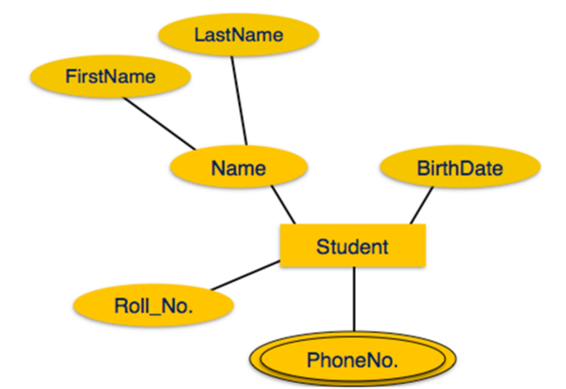 LastName
FirstName
Name
BirthDate
Student
Roll_No.
PhoneNo.